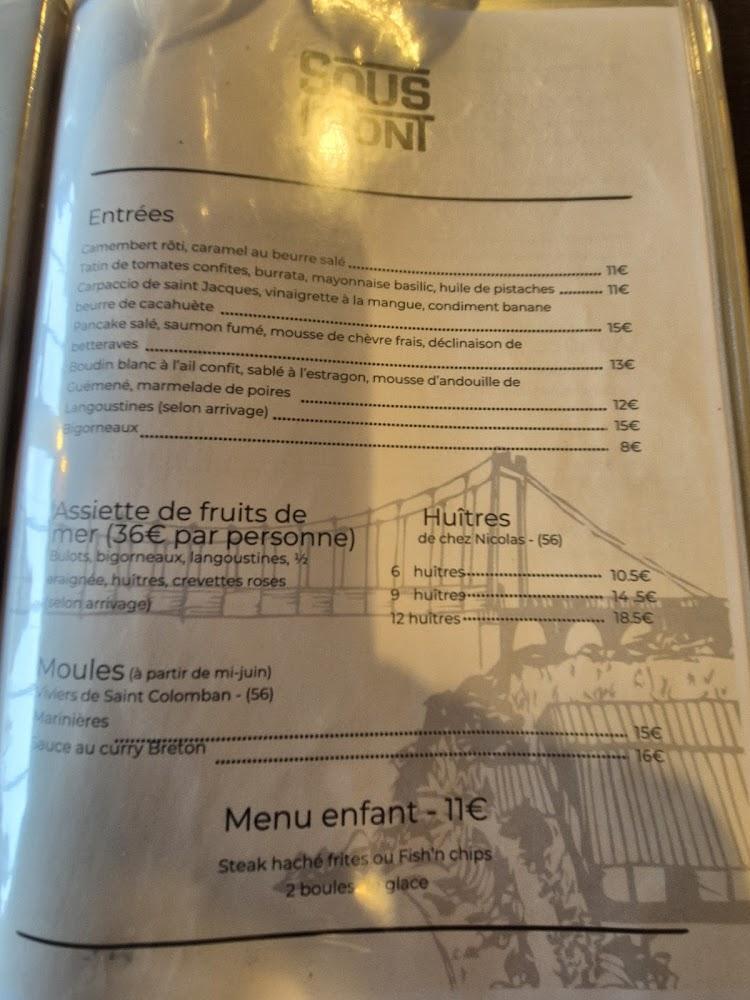 SOUS
PONT
Entrées
Camembert rôti, caramel au beurre salé 11€
Tatin de tomates confites, burrata, mayonnaise basilic, huile de pistaches 11€
Carpaccio de saint Jacques, vinaigrette à la mangue, condiment banane
beurre de cacahuète 15€
Pancake salé, saumon fumé, mousse de chèvre frais, déclinaison de
betteraves 13€
Boudin blanc à l'ail confit, sablé à l'estragon, mousse d'andouille de
Guémené, marmelade de poires 12€
Langoustines (selon arrivage) 15€
Bigorneaux 8€
Assiette de fruits de
mer (36€ par personne)
Bulots, bigorneaux, langoustines, ½
araignée, huîtres, crevettes roses
(selon arrivage)
Huîtres
de chez Nicolas - (56)
6 huîtres 10.5€
9 huîtres 14.5€
12 huîtres 18.5€
Moules (à partir de mi-juin)
Viviers de Saint Colomban - (56)
Marinières 15€
Sauce au curry Breton 16€
Menu enfant - 11€
Steak haché frites ou Fish'n chips
2 boules glace